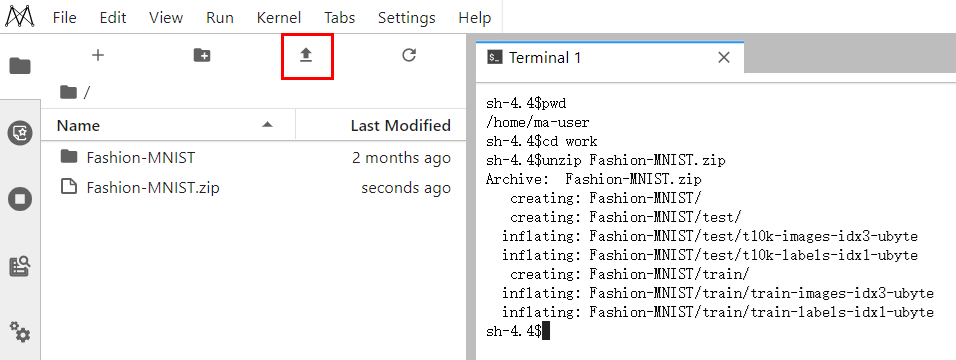 File Edit View Run Kernel Tabs Settings Help
Terminal 1
/
Name Last Modified
Fashion-MNIST 2 months ago
Fashion-MNIST.zip seconds ago
sh-4.4$pwd
/home/ma-user
sh-4.4$cd work
sh-4.4$unzip Fashion-MNIST.zip
Archive:  Fashion-MNIST.zip
   creating: Fashion-MNIST/
   creating: Fashion-MNIST/test/
  inflating: Fashion-MNIST/test/t10k-images-idx3-ubyte
  inflating: Fashion-MNIST/test/t10k-labels-idx1-ubyte
   creating: Fashion-MNIST/train/
  inflating: Fashion-MNIST/train/train-images-idx3-ubyte
  inflating: Fashion-MNIST/train/train-labels-idx1-ubyte
sh-4.4$